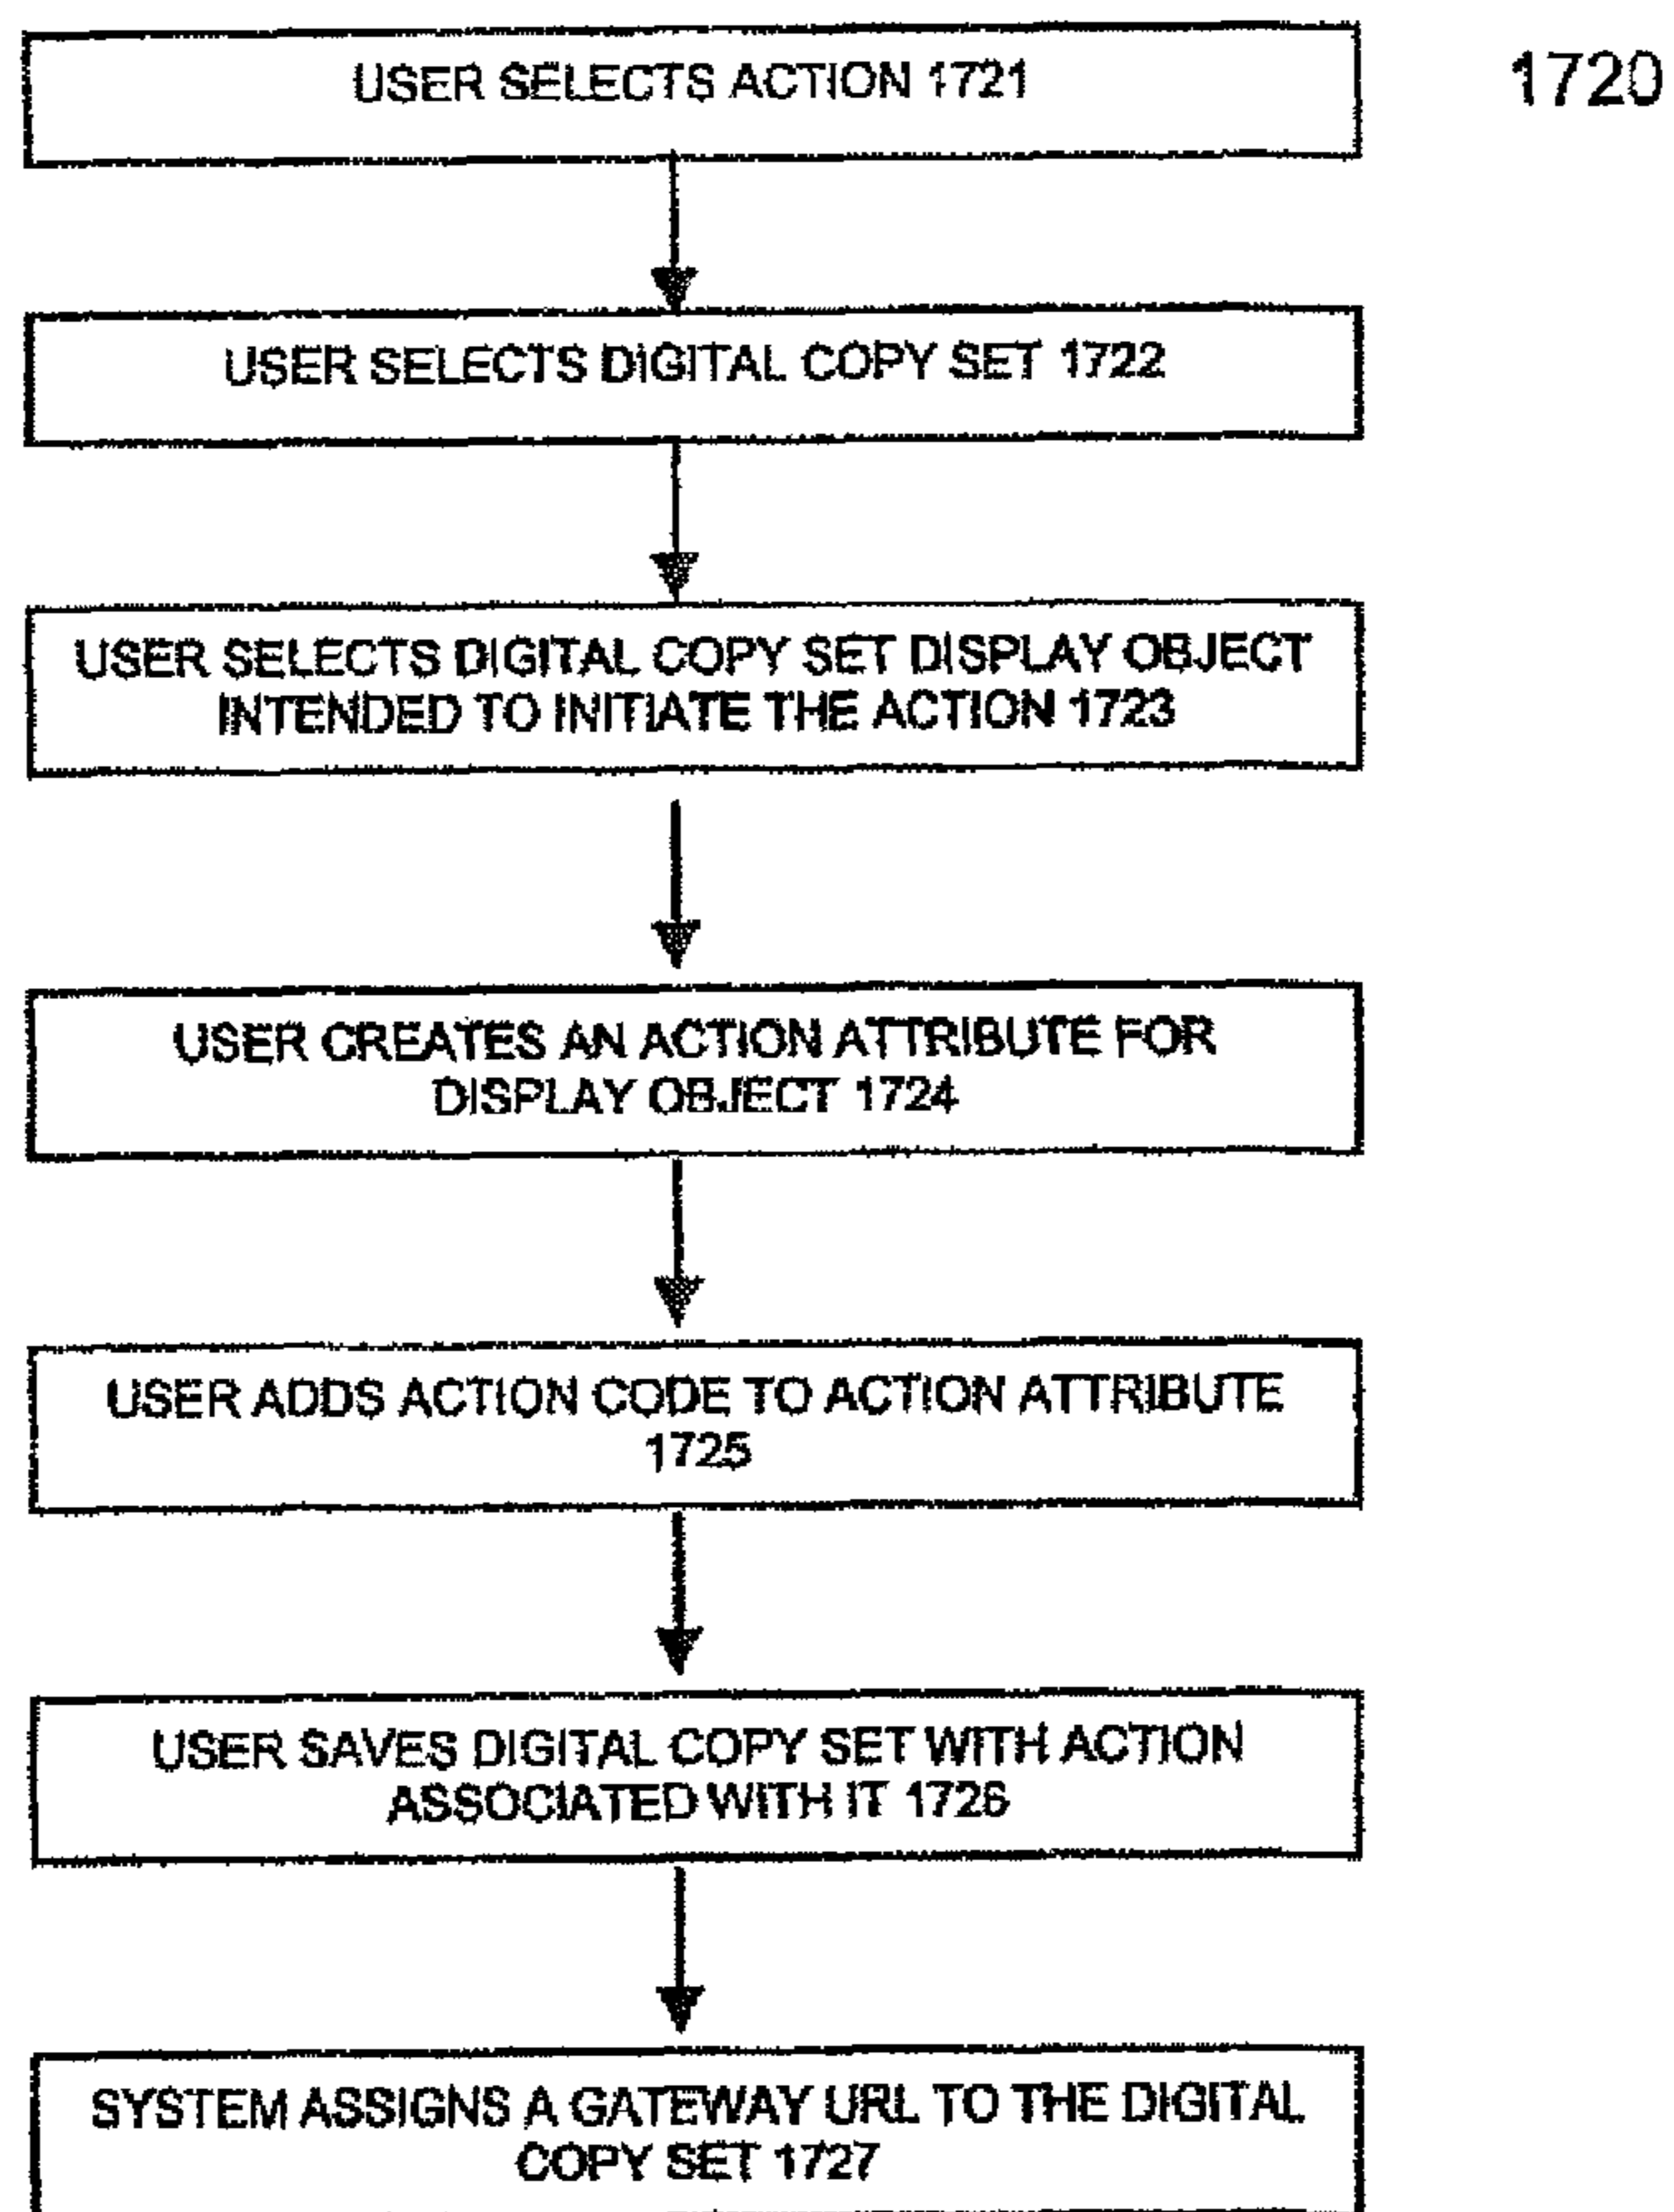 USER SELECTS ACTION 1721
1720
USER SELECTS DIGITAL COPY SET 1722
USER SELECTS DIGITAL COPY SET DISPLAY OBJECT
INTENDED TO INITIATE THE ACTION 1723
USER CREATES AN ACTION ATTRIBUTE FOR
DISPLAY OBJECT 1724
USER ADDS ACTION CODE TO ACTION ATTRIBUTE
1725
USER SAVES DIGITAL COPY SET WITH ACTION
ASSOCIATED WITH IT 1726
SYSTEM ASSIGNS A GATEWAY URL TO THE DIGITAL
COPY SET 1727